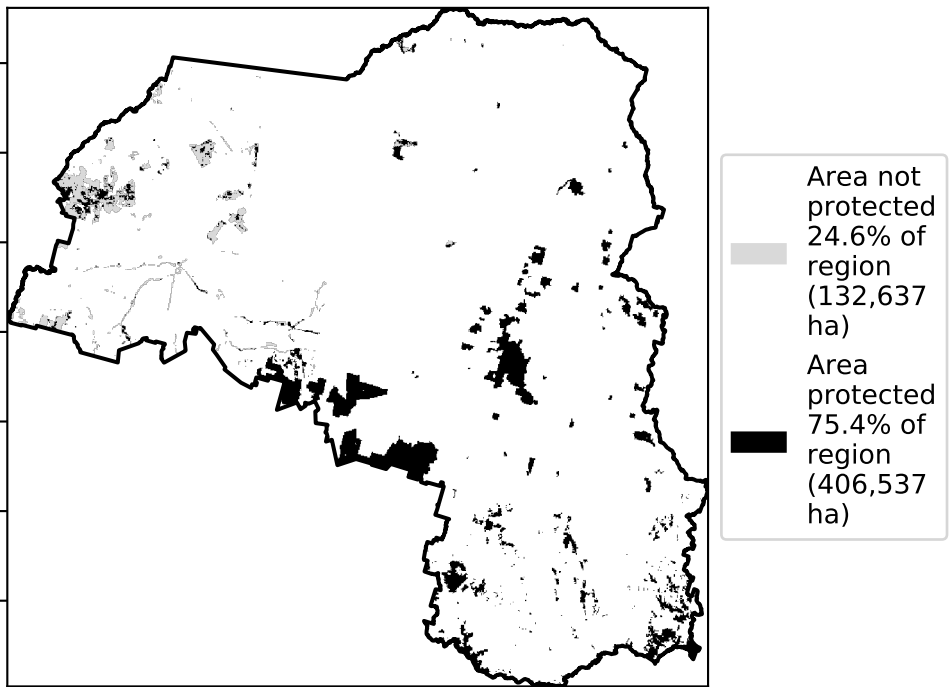 Area not
protected
24.6% of
region
(132,637
ha)
Area
protected
75.4% of
region
(406,537
ha)